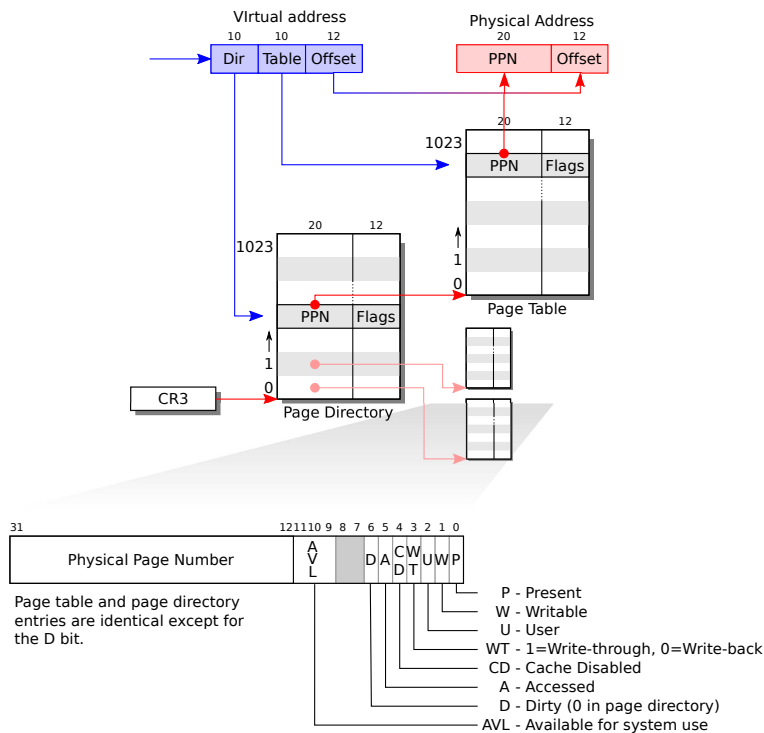 VIrtual address
Physical Address
10 10 12
20 12
Dir Table Offset
PPN Offset
20 12
1023
PPN Flags
20 12
1023
1
0
PPN Flags
Page Table
1
0
CR3
Page Directory
31 12 11 10 9 8 7 6 5 4 3 2 1 0
Physical Page Number AVL D A CD WT U W P
Page table and page directory
entries are identical except for
the D bit.
P - Present
W - Writable
U - User
WT - 1=Write-through, 0=Write-back
CD - Cache Disabled
A - Accessed
D - Dirty (0 in page directory)
AVL - Available for system use